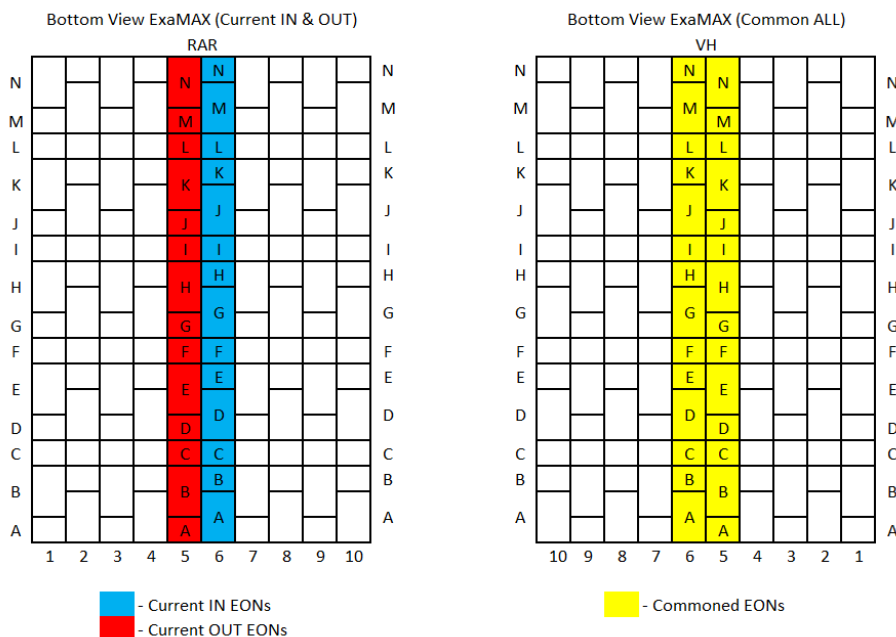 Bottom View ExaMAX (Current IN & OUT)
RAR
N N N N
M M M M
L L L L
K K K K
J J J J
I I I I
H H H H
G G G G
F F F F
E E E E
D D D D
C C C C
B B B B
A A A A
1 2 3 4 5 6 7 8 9 10
- Current IN EONs
- Current OUT EONs
Bottom View ExaMAX (Common ALL)
VH
N N N N
M M M M
L L L L
K K K K
J J J J
I I I I
H H H H
G G G G
F F F F
E E E E
D D D D
C C C C
B B B B
A A A A
10 9 8 7 6 5 4 3 2 1
- Commoned EONs